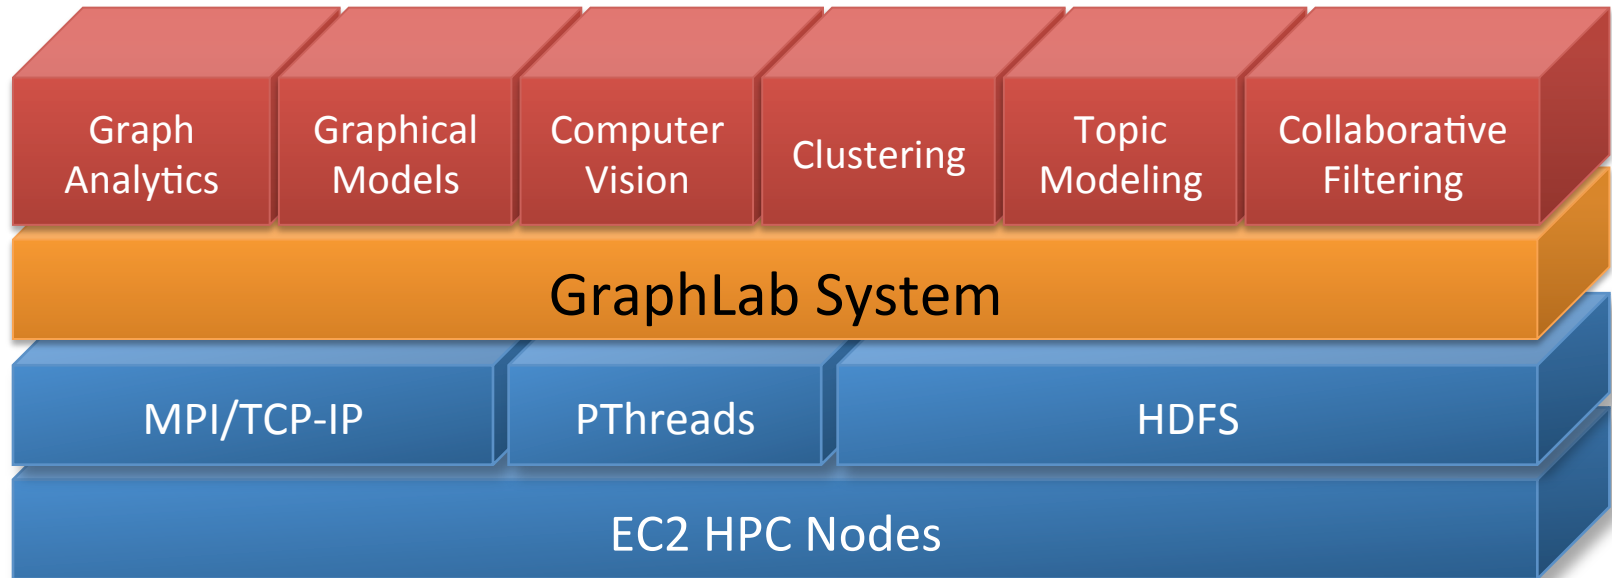 Graph
Analytics
Graphical
Models
Computer
Vision
Clustering
Topic
Modeling
Collaborative
Filtering
GraphLab System
MPI/TCP-IP
PThreads
HDFS
EC2 HPC Nodes